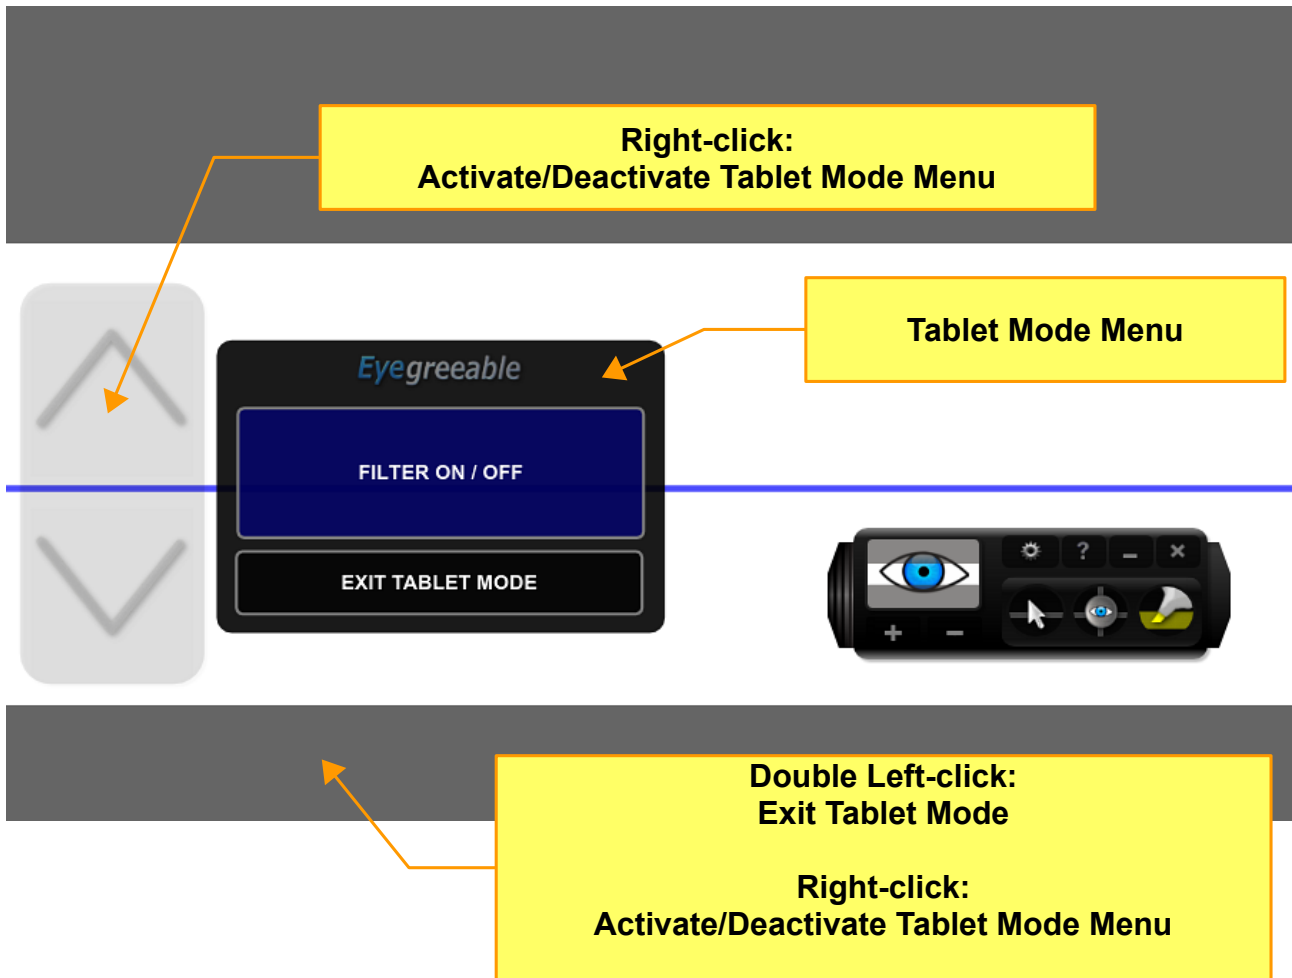 Right-click:
Activate/Deactivate Tablet Mode Menu
Tablet Mode Menu
Eyegreeable
FILTER ON / OFF
EXIT TABLET MODE
?
+ −
Double Left-click:
Exit Tablet Mode
Right-click:
Activate/Deactivate Tablet Mode Menu